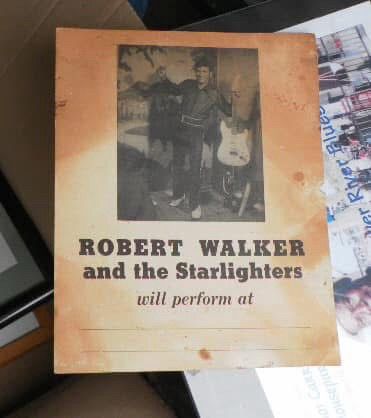 ROBERT WALKER
and the Starlighters
will perform at
River Blues